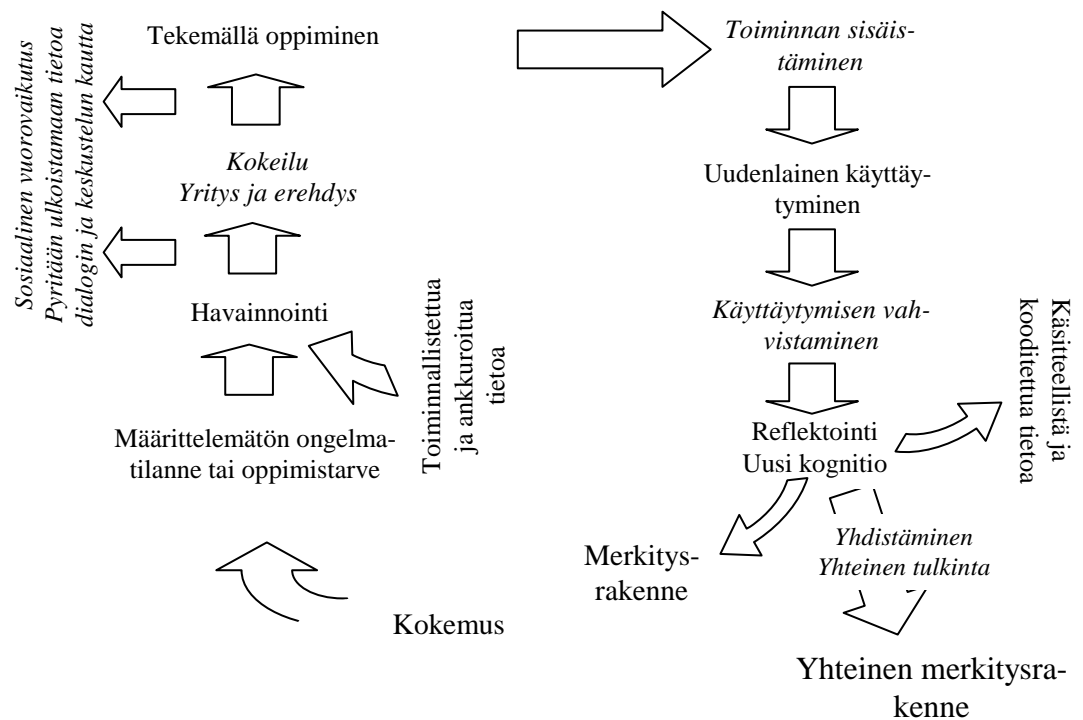 Tekemällä oppiminen
Sosiaalinen vuorovaikutus
Pyritään ulkoistamaan tietoa
dialogin ja keskustelun kautta
Kokeilu
Yritys ja erehdys
Havainnointi
Toiminnallistettua
ja ankkuroitua
tietoa
Määrittelemätön ongelma-
tilanne tai oppimistarve
Kokemus
Toiminnan sisäis-
täminen
Uudenlainen käyttäy-
tyminen
Käyttäytymisen vah-
vistaminen
Reflektointi
Uusi kognitio
Käsitteellistä ja
kooditettua tietoa
Merkitys-
rakenne
Yhdistäminen
Yhteinen tulkinta
Yhteinen merkitysra-
kenne